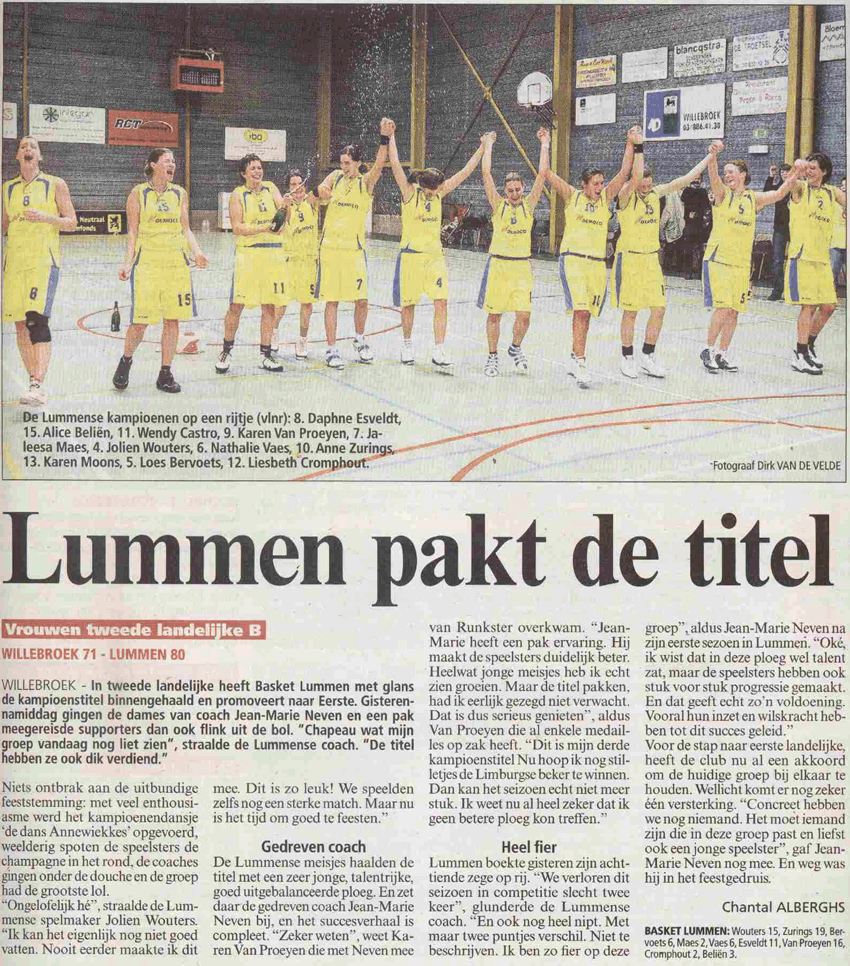 blancqstra.
DE TROETSEL
RCT
WILLEBROEK
03/886.41.30
Neutraal
DEMOCO
8
15
11
9
7
4
10
5
De Lummense kampioenen op een rijtje (vlnr): 8. Daphne Esveldt,
15. Alice Beliën, 11. Wendy Castro, 9. Karen Van Proeyen, 7. Ja-
leesa Maes, 4. Jolien Wouters, 6. Nathalie Vaes, 10. Anne Zurings,
13. Karen Moons, 5. Loes Bervoets, 12. Liesbeth Cromphout.
Fotograaf Dirk VAN DE VELDE
Lummen pakt de titel
Vrouwen tweede landelijke B
WILLEBROEK 71 - LUMMEN 80
WILLEBROEK - In tweede landelijke heeft Basket Lummen met glans
de kampioenstitel binnengehaald en promoveert naar Eerste. Gisteren-
namiddag gingen de dames van coach Jean-Marie Neven en een pak
meegereisde supporters dan ook flink uit de bol. “Chapeau wat mijn
groep vandaag nog liet zien”, straalde de Lummense coach. “De titel
hebben ze ook dik verdiend.”
Niets ontbrak aan de uitbundige
feeststemming: met veel enthousi-
asme werd het kampioenendansje
‘de dans Annewiekkes’ opgevoerd,
weelderig spoten de speelsters de
champagne in het rond, de coaches
gingen onder de douche en de groep
had de grootste lol.
“Ongelofelijk hé”, straalde de Lum-
mense spelmaker Jolien Wouters.
“Ik kan het eigenlijk nog niet goed
vatten. Nooit eerder maakte ik dit
mee. Dit is zo leuk! We speelden
zelfs nog een sterke match. Maar nu
is het tijd om goed te feesten.”
Gedreven coach
De Lummense meisjes haalden de
titel met een zeer jonge, talentrijke,
goed uitgebalanceerde ploeg. En zet
daar de gedreven coach Jean-Marie
Neven bij, en het succesverhaal is
compleet. “Zeker weten”, weet Ka-
ren Van Proeyen die met Neven mee
van Runkster overkwam. “Jean-
Marie heeft een pak ervaring. Hij
maakt de speelsters duidelijk beter.
Heelwat jonge meisjes heb ik echt
zien groeien. Maar de titel pakken,
had ik eerlijk gezegd niet verwacht.
Dat is dus serieus genieten”, aldus
Van Proeyen die al enkele medail-
les op zak heeft. “Dit is mijn derde
kampioenstitel Nu hoop ik nog stil-
letjes de Limburgse beker te winnen.
Dan kan het seizoen echt niet meer
stuk. Ik weet nu al heel zeker dat ik
geen betere ploeg kon treffen.”
Heel fier
Lummen boekte gisteren zijn acht-
tiende zege op rij. “We verloren dit
seizoen in competitie slecht twee
keer”, glunderde de Lummense
coach. “En ook nog heel nipt. Met
maar twee puntjes verschil. Niet te
beschrijven. Ik ben zo fier op deze
groep”, aldus Jean-Marie Neven na
zijn eerste seizoen in Lummen. “Oké,
ik wist dat in deze ploeg wel talent
zat, maar de speelsters hebben ook
stuk voor stuk progressie gemaakt.
En dat geeft echt zo’n voldoening.
Vooral hun inzet en wilskracht heb-
ben tot dit succes geleid.”
Voor de stap naar eerste landelijke,
heeft de club nu al een akkoord
om de huidige groep bij elkaar te
houden. Wellicht komt er nog zeker
één versterking. “Concreet hebben
we nog niemand. Het moet iemand
zijn die in deze groep past en liefst
ook een jonge speelster”, gaf Jean-
Marie Neven nog mee. En weg was
hij in het feestgedruis.
Chantal ALBERGHS
BASKET LUMMEN: Wouters 15, Zurings 19, Ber-
voets 6, Maes 2, Vaes 6, Esveldt 11, Van Proeyen 16,
Cromphout 2, Beliën 3.